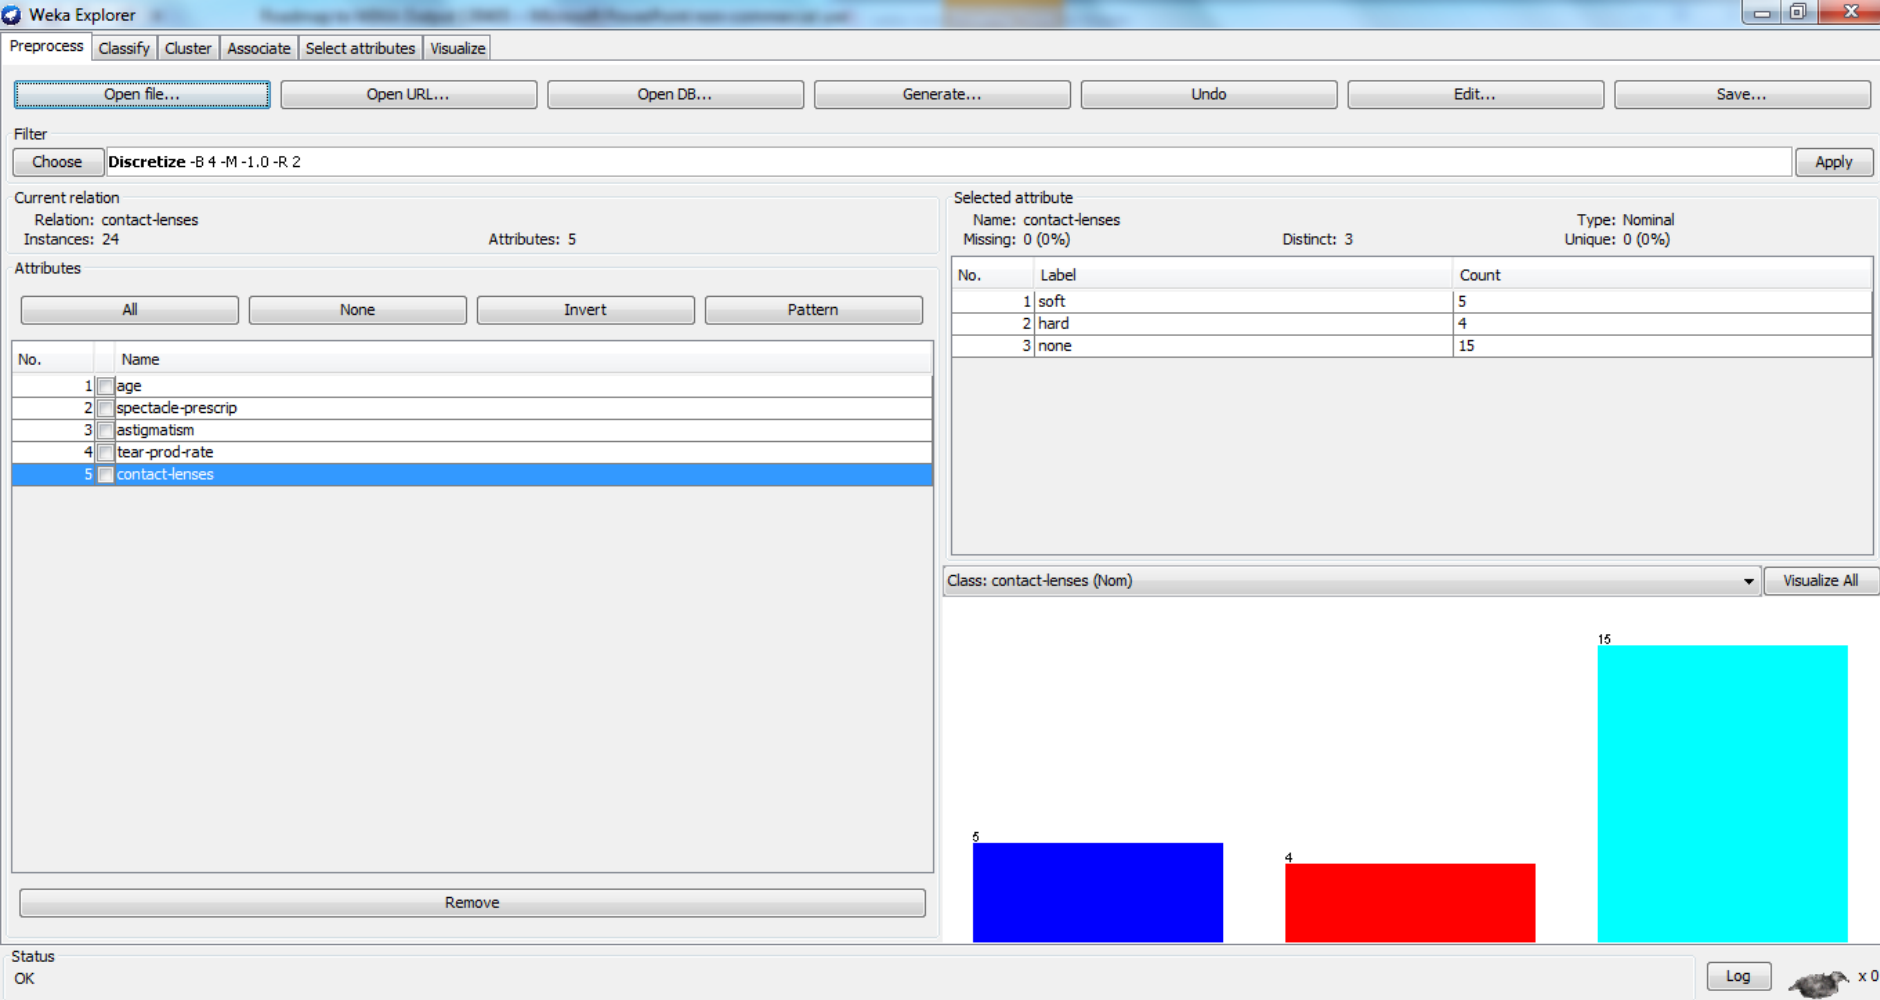 Weka Explorer
Preprocess Classify Cluster Associate Select attributes Visualize
Open file... Open URL... Open DB... Generate... Undo Edit... Save...
Filter
Choose Discretize -B 4 -M -1.0 -R 2 Apply
Current relation
Relation: contact-lenses
Instances: 24 Attributes: 5
Attributes
All None Invert Pattern
No. Name
1 age
2 spectacle-prescrip
3 astigmatism
4 tear-prod-rate
5 contact-lenses
Remove
Selected attribute
Name: contact-lenses Type: Nominal
Missing: 0 (0%) Distinct: 3 Unique: 0 (0%)
No. Label Count
1 soft 5
2 hard 4
3 none 15
Class: contact-lenses (Nom) Visualize All
15
5
4
Status
OK
Log x 0